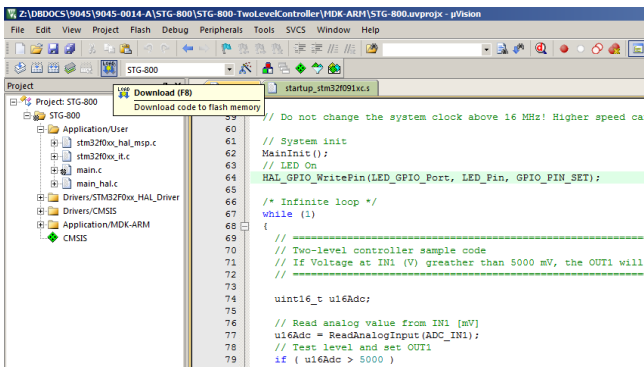 Z:\DBDOCS\9045\9045-0014-A\STG-800\STG-800-TwoLevelController\MDK-ARM\STG-800.uvprojx - µVision
File Edit View Project Flash Debug Peripherals Tools SVCS Window Help
STG-800
Project
Download (F8)
Download code to flash memory
startup_stm32f091xc.s
Project: STG-800
STG-800
Application/User
stm32f0xx_hal_msp.c
stm32f0xx_it.c
main.c
main_hal.c
Drivers/STM32F0xx_HAL_Driver
Drivers/CMSIS
Application/MDK-ARM
CMSIS
59 // Do not change the system clock above 16 MHz! Higher speed ca
60
61 // System init
62 MainInit();
63 // LED On
64 HAL_GPIO_WritePin(LED_GPIO_Port, LED_Pin, GPIO_PIN_SET);
65
66 /* Infinite loop */
67 while (1)
68 {
69 // ==================================================
70 // Two-level controller sample code
71 // If Voltage at IN1 (V) greather than 5000 mV, the OUT1 will
72 // ==================================================
73
74 uint16_t u16Adc;
75
76 // Read analog value from IN1 [mV]
77 u16Adc = ReadAnalogInput(ADC_IN1);
78 // Test level and set OUT1
79 if ( u16Adc > 5000 )